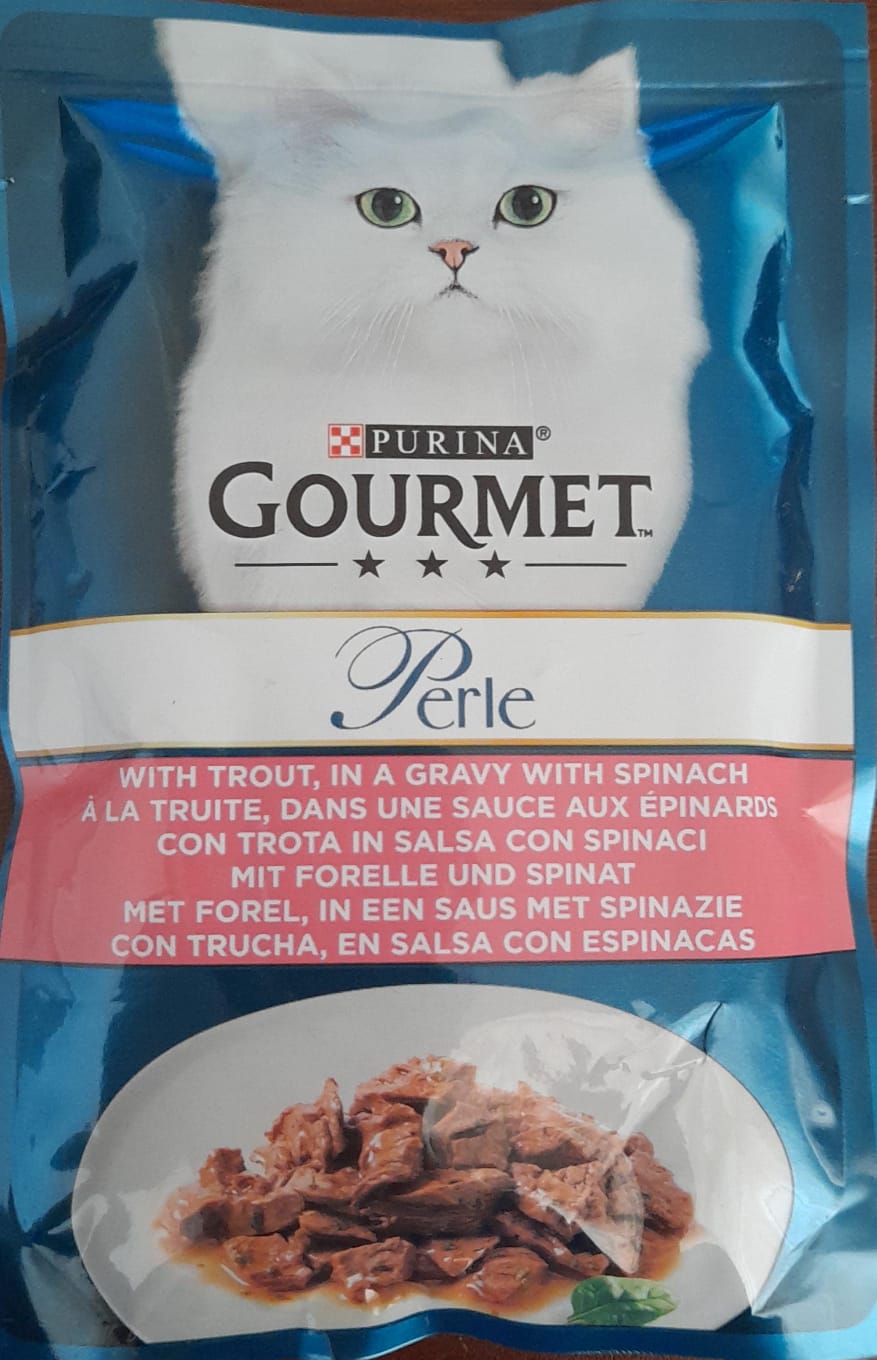 PURINA®
GOURMET™
Perle
WITH TROUT, IN A GRAVY WITH SPINACH
À LA TRUITE, DANS UNE SAUCE AUX ÉPINARDS
CON TROTA IN SALSA CON SPINACI
MIT FORELLE UND SPINAT
MET FOREL, IN EEN SAUS MET SPINAZIE
CON TRUCHA, EN SALSA CON ESPINACAS